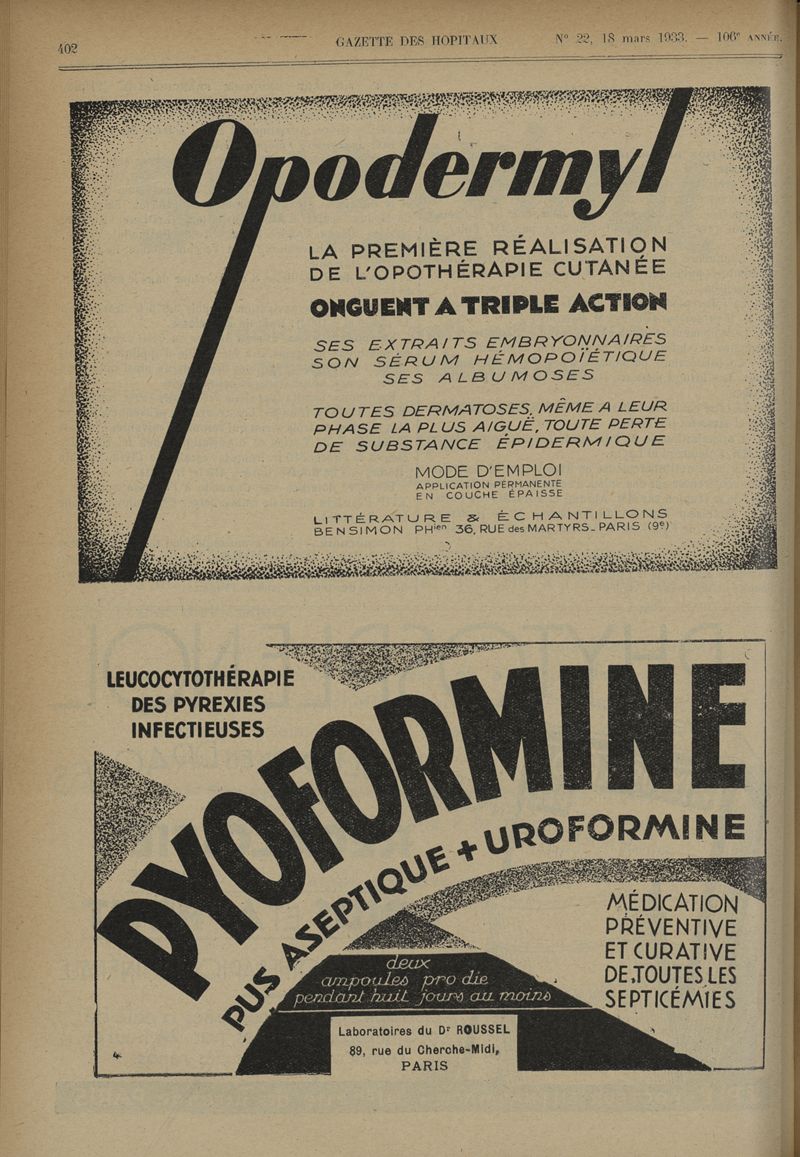 402
GAZETTE DES HOPITAUX
N° 22, 18 mars 1933. — 106e ANNÉE.
Opodermyl
LA PREMIÈRE RÉALISATION
DE L'OPOTHÉRAPIE CUTANÉE
ONGUENT A TRIPLE ACTION
SES EXTRAITS EMBRYONNAIRES
SON SÉRUM HÉMOPOÏÉTIQUE
SES ALBUMOSES
TOUTES DERMATOSES, MÊME A LEUR
PHASE LA PLUS AIGUË, TOUTE PERTE
DE SUBSTANCE ÉPIDERMIQUE
MODE D'EMPLOI
APPLICATION PERMANENTE
EN COUCHE ÉPAISSE
LITTÉRATURE & ÉCHANTILLONS
BENSIMON PHien 36, RUE des MARTYRS_PARIS (9e)
LEUCOCYTOTHÉRAPIE
DES PYREXIES
INFECTIEUSES
PYOFORMINE
PUS ASEPTIQUE + UROFORMINE
MÉDICATION
PRÉVENTIVE
ET CURATIVE
DE TOUTES LES
SEPTICÉMIES
deux
ampoules pro die
pendant huit jours au moins
Laboratoires du Dr ROUSSEL
89, rue du Cherche-Midi,
PARIS